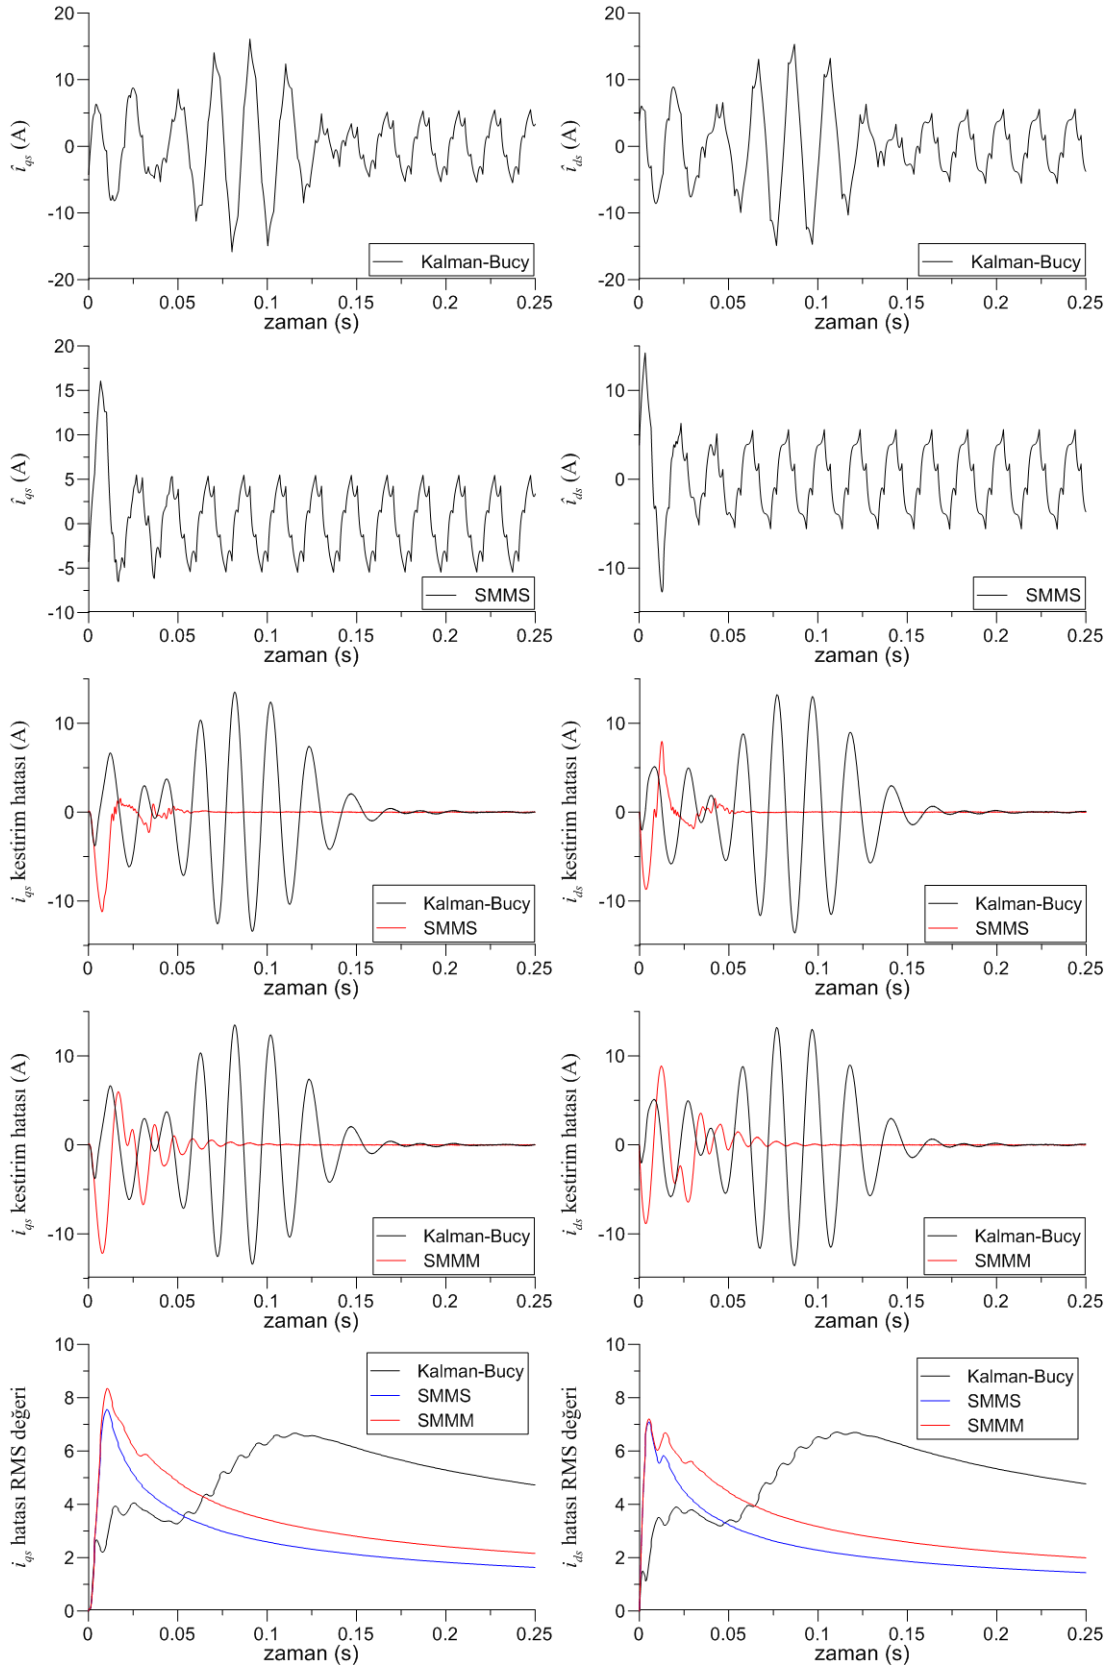 20
10
0
-10
-20
î_qs (A)
Kalman-Bucy
0 0.05 0.1 0.15 0.2 0.25
zaman (s)
20
10
0
-10
-20
î_ds (A)
Kalman-Bucy
0 0.05 0.1 0.15 0.2 0.25
zaman (s)
20
15
10
5
0
-5
-10
î_qs (A)
SMMS
0 0.05 0.1 0.15 0.2 0.25
zaman (s)
10
0
-10
î_ds (A)
SMMS
0 0.05 0.1 0.15 0.2 0.25
zaman (s)
10
0
-10
i_qs kestirim hatası (A)
Kalman-Bucy
SMMS
0 0.05 0.1 0.15 0.2 0.25
zaman (s)
10
0
-10
i_ds kestirim hatası (A)
Kalman-Bucy
SMMS
0 0.05 0.1 0.15 0.2 0.25
zaman (s)
10
0
-10
i_qs kestirim hatası (A)
Kalman-Bucy
SMMM
0 0.05 0.1 0.15 0.2 0.25
zaman (s)
10
0
-10
i_ds kestirim hatası (A)
Kalman-Bucy
SMMM
0 0.05 0.1 0.15 0.2 0.25
zaman (s)
10
8
6
4
2
0
i_qs hatası RMS değeri
Kalman-Bucy
SMMS
SMMM
0 0.05 0.1 0.15 0.2 0.25
zaman (s)
10
8
6
4
2
0
i_ds hatası RMS değeri
Kalman-Bucy
SMMS
SMMM
0 0.05 0.1 0.15 0.2 0.25
zaman (s)